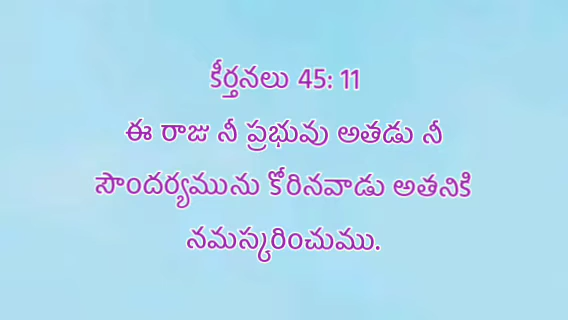 కీర్తనలు 45: 11
ఈ రాజు నీ ప్రభువు అతడు నీ
సౌందర్యమును కోరినవాడు అతనికి
నమస్కరించుము.